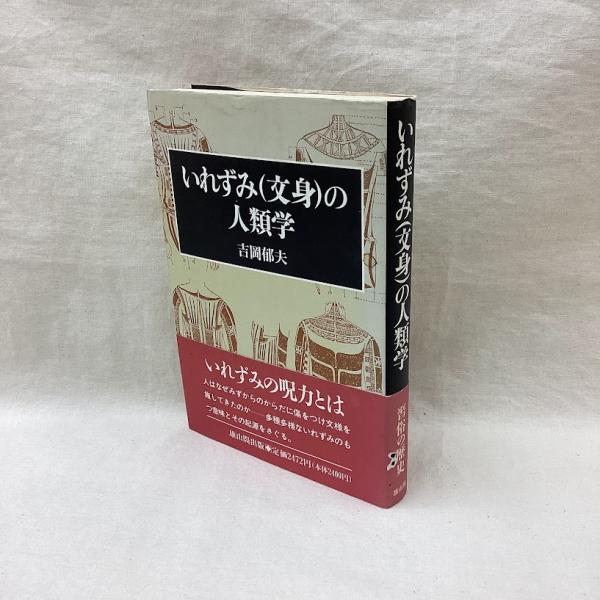 いれずみ(文身)の
人類学
吉岡郁夫
いれずみの呪力とは
人はなぜみずからのからだに傷をつけ文様を
施してきたのか――多種多様ないれずみのも
つ意味とその起源をさぐる。
雄山閣出版 定価2472円(本体2400円)
いれずみ(文身)の人類学
習俗の歴史